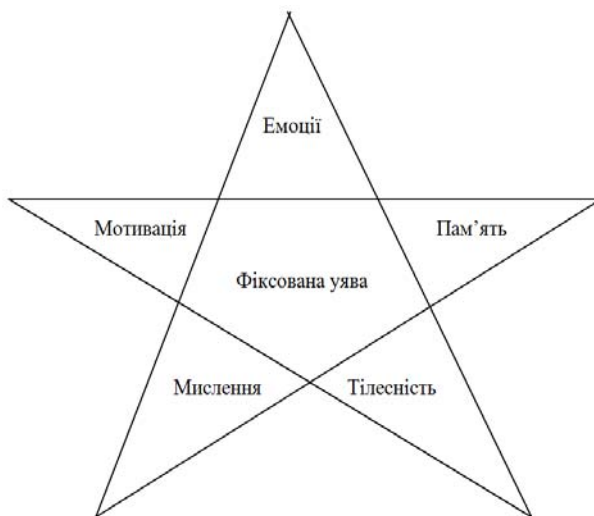 Емоції
Мотивація
Пам’ять
Фіксована уява
Мислення
Тілесність